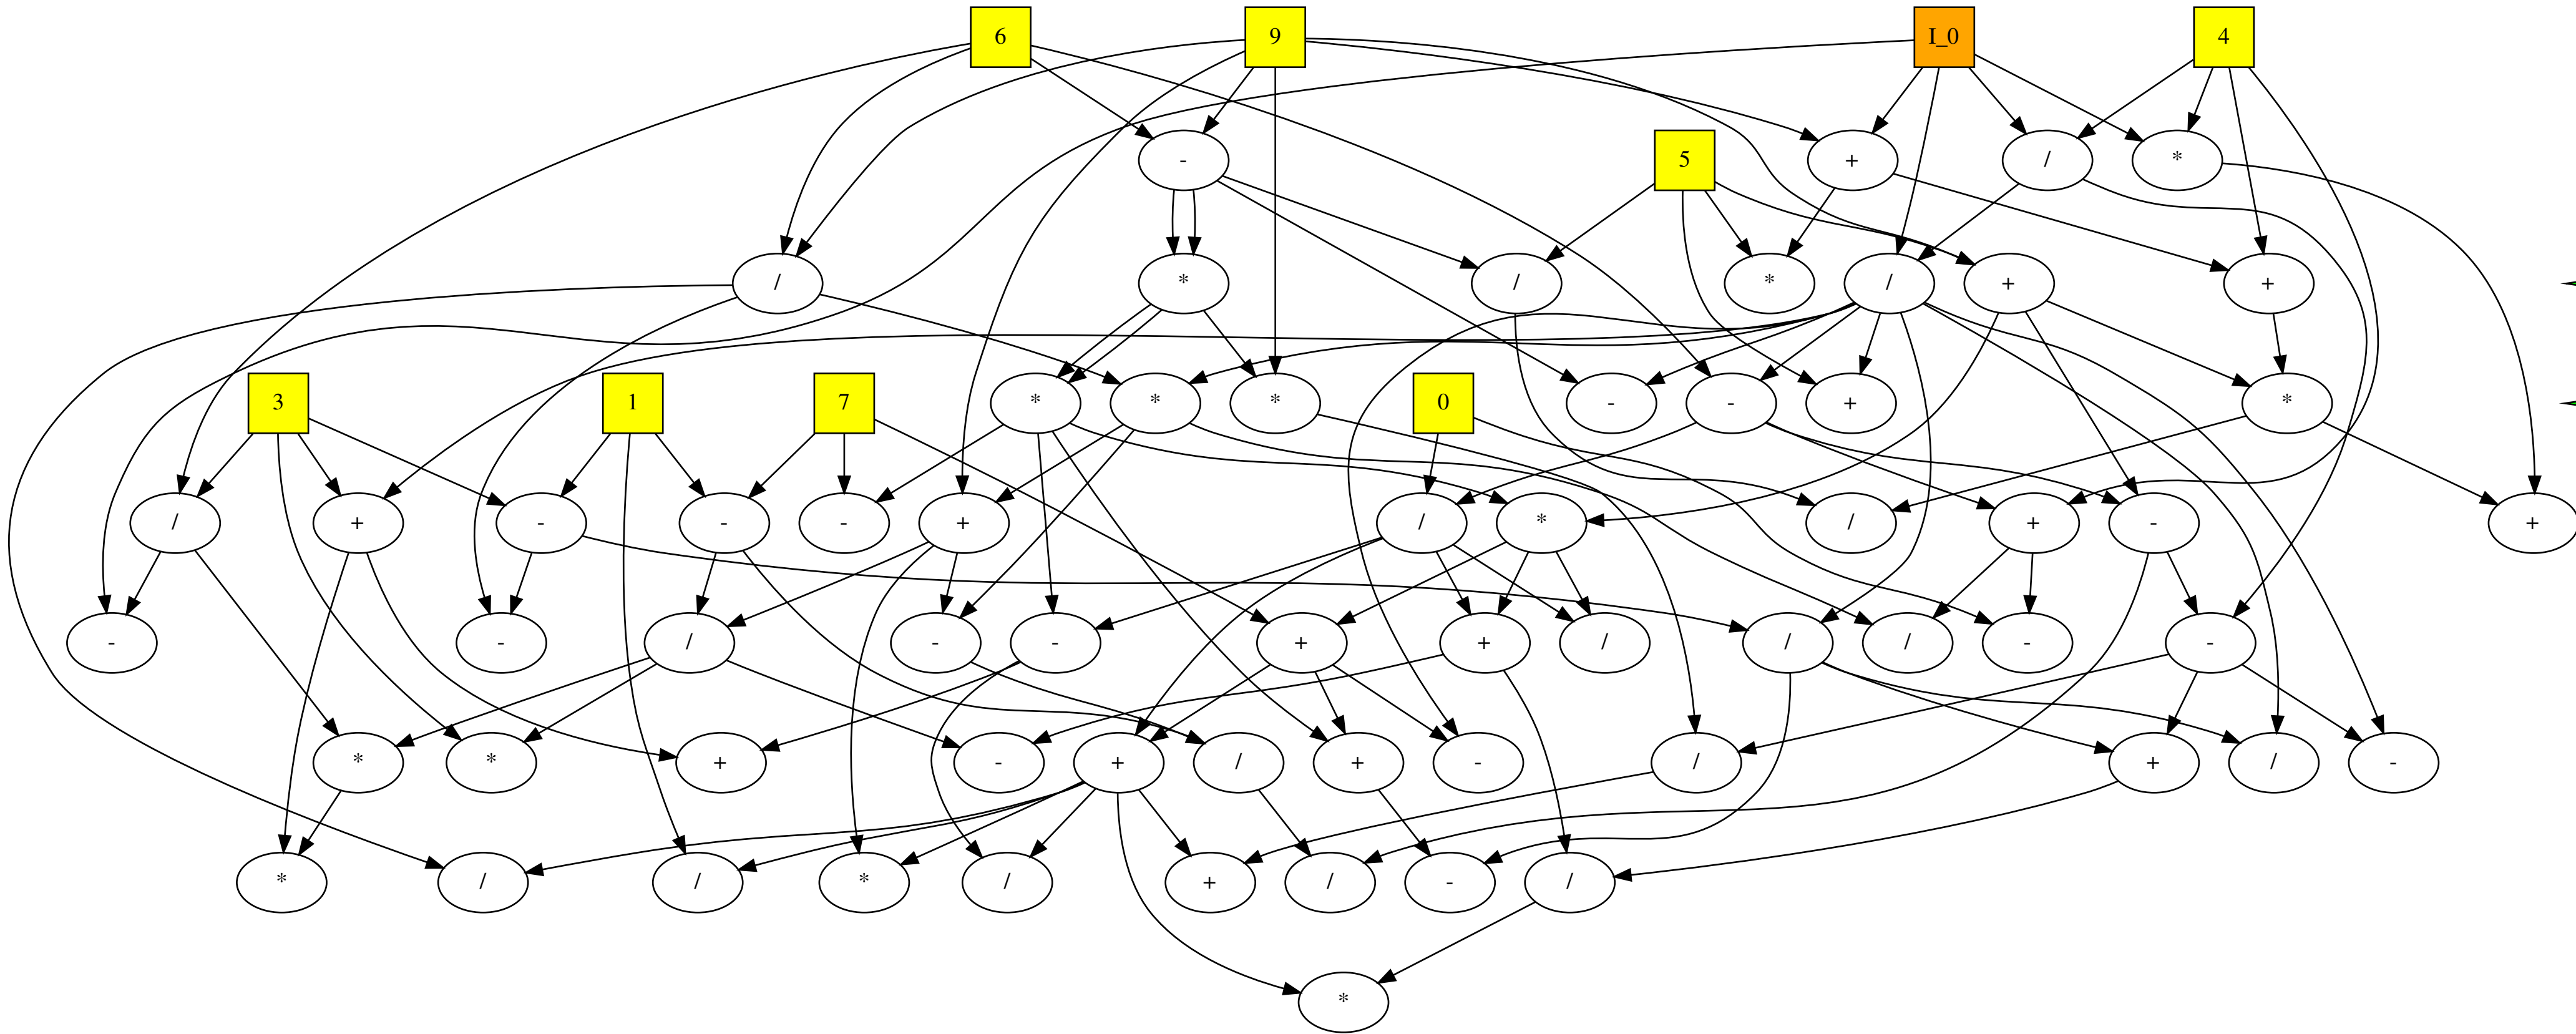 6 9 I_0 4
- 5 + / *
/ * / * / + +
3 1 7 * * * 0 - - + *
/ + - - - + / * / + - +
- - / - - + + / / / - -
* * + - + / + - / + / -
* / / * / + / - /
*